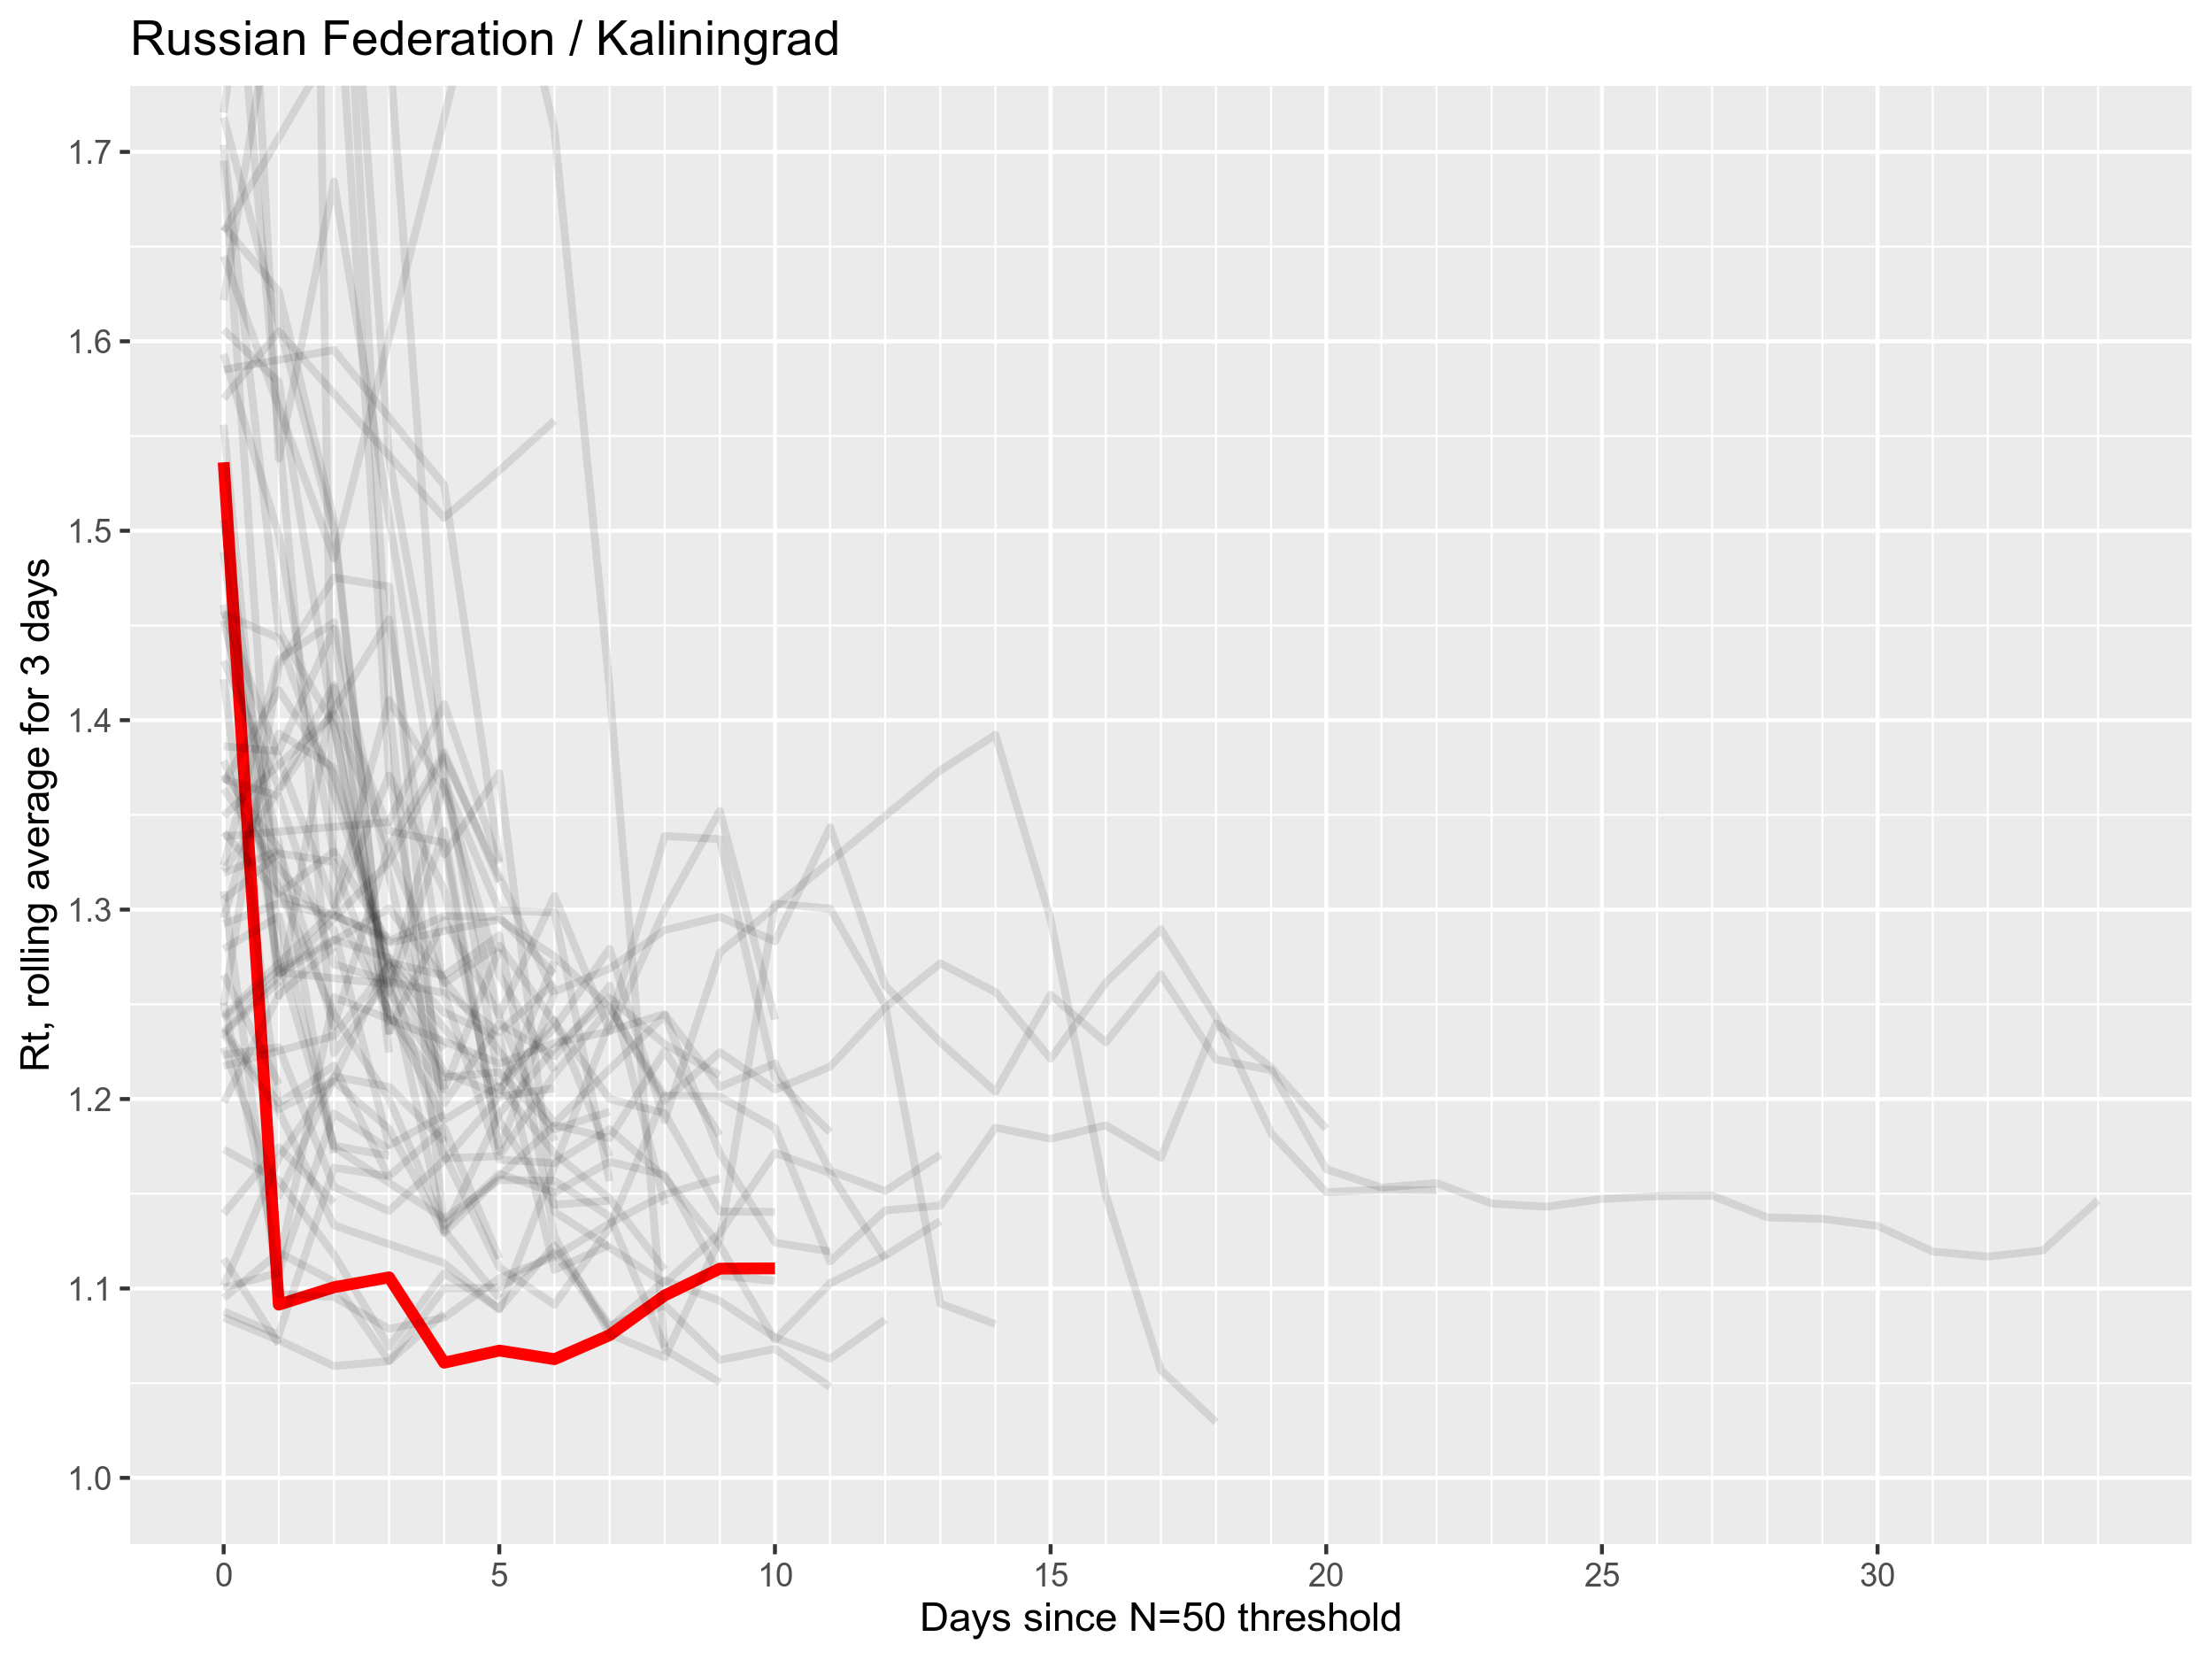 Russian Federation / Kaliningrad
Rt, rolling average for 3 days
1.7
1.6
1.5
1.4
1.3
1.2
1.1
1.0
0 5 10 15 20 25 30
Days since N=50 threshold